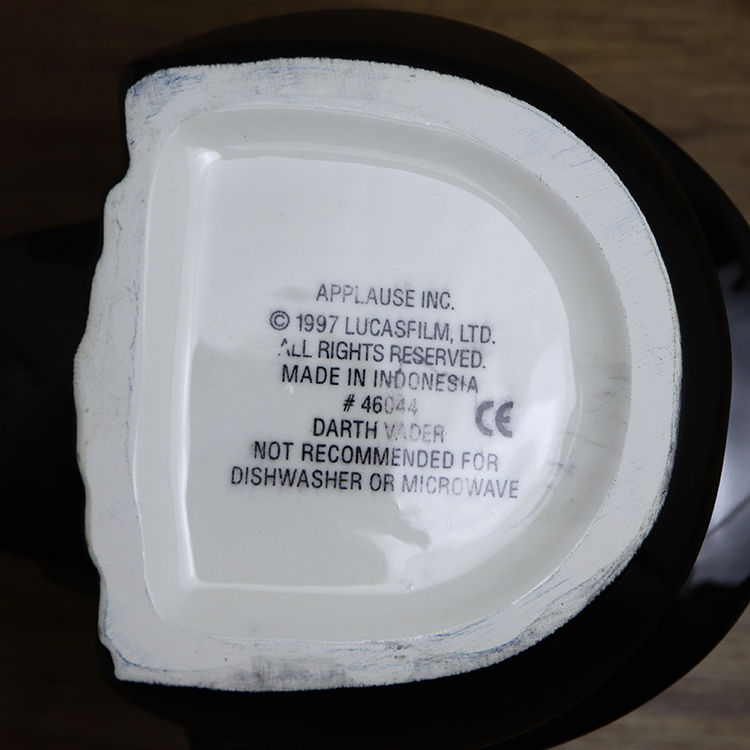 APPLAUSE INC.
© 1997 LUCASFILM, LTD.
ALL RIGHTS RESERVED.
MADE IN INDONESIA
# 46044
CE
DARTH VADER
NOT RECOMMENDED FOR
DISHWASHER OR MICROWAVE